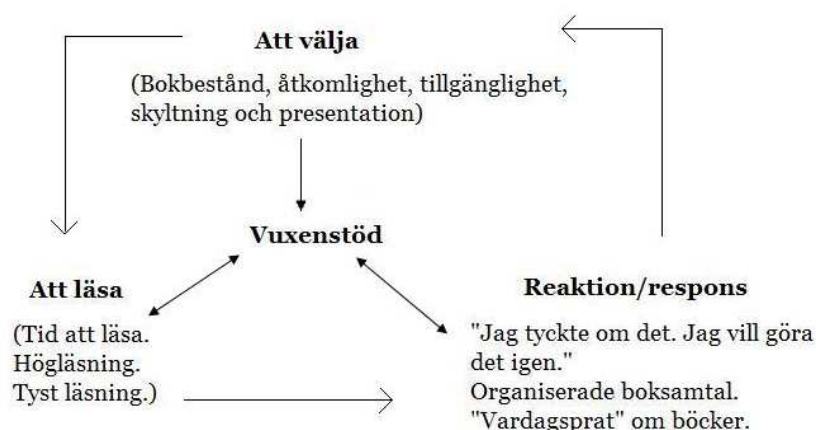 Att välja
(Bokbestånd, åtkomlighet, tillgänglighet,
skyltning och presentation)
Vuxenstöd
Att läsa
(Tid att läsa.
Högläsning.
Tyst läsning.)
Reaktion/respons
"Jag tyckte om det. Jag vill göra
det igen."
Organiserade boksamtal.
"Vardagsprat" om böcker.